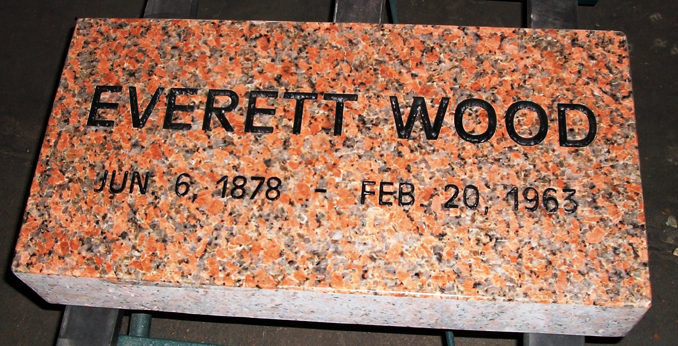 EVERETT WOOD
JUN 6, 1878 - FEB. 20, 1963